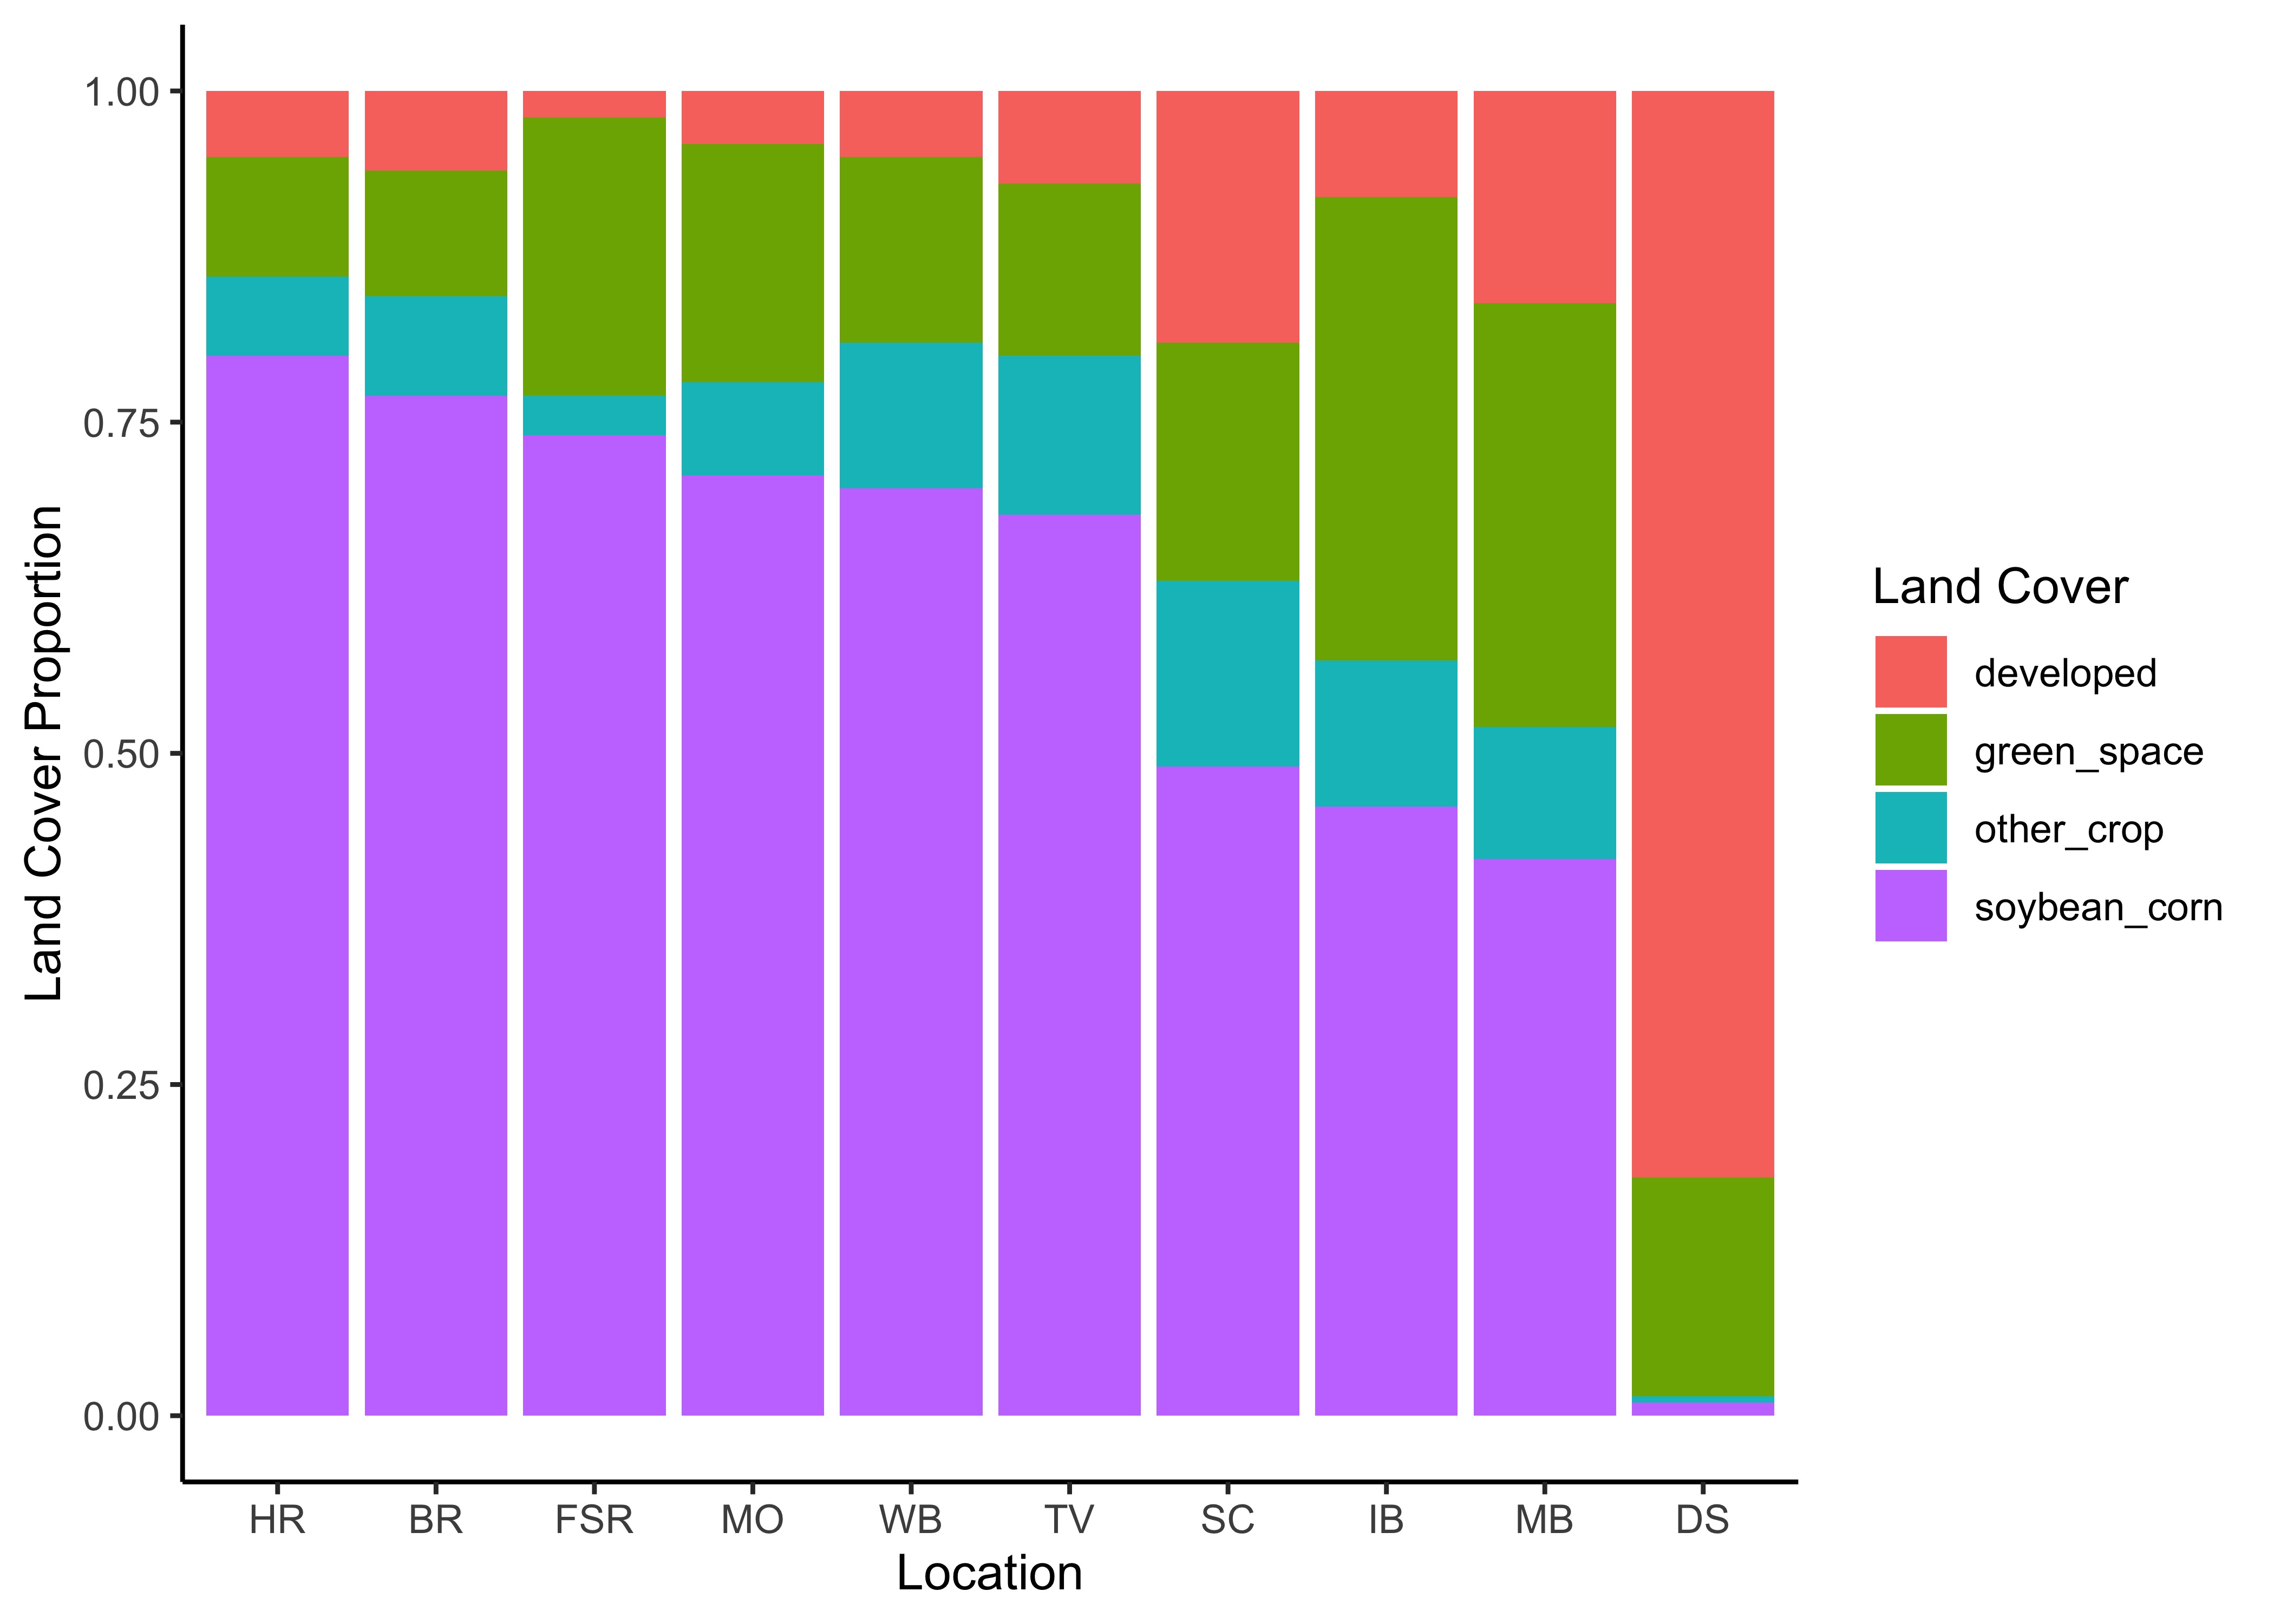 Land Cover Proportion
1.00
0.75
0.50
0.25
0.00
HR BR FSR MO WB TV SC IB MB DS
Location
Land Cover
developed
green_space
other_crop
soybean_corn